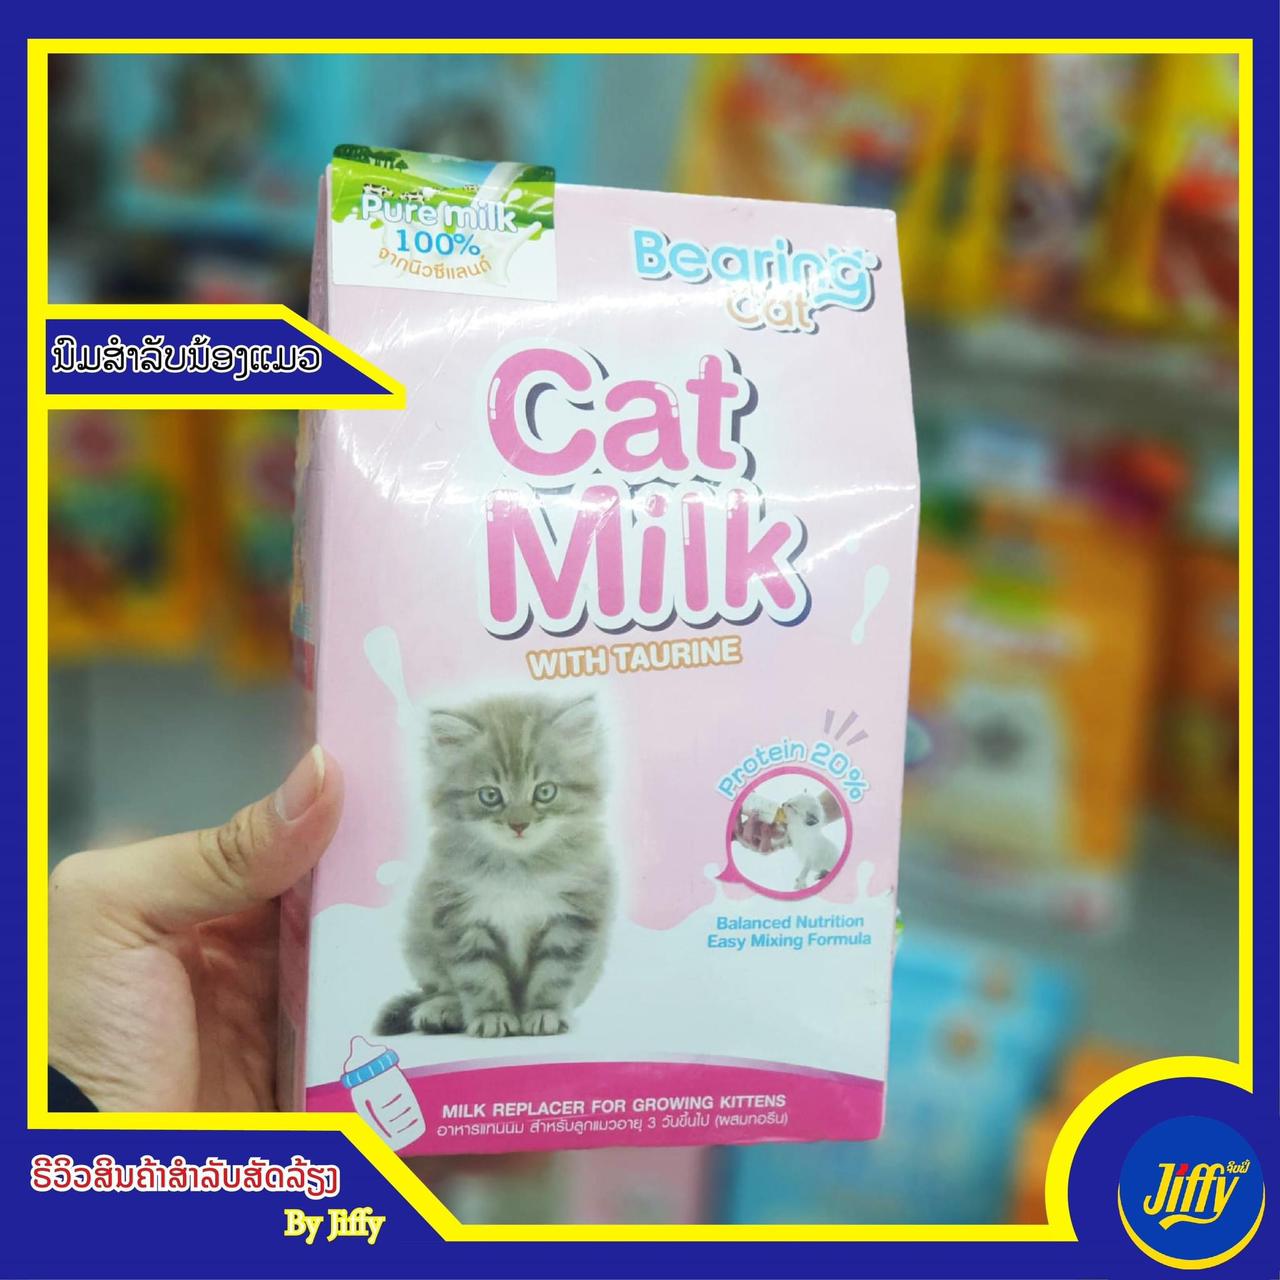 Pure milk
100%
จากนิวซีแลนด์
Bearing
Cat
ນົມສຳລັບນ້ອງແມວ
Cat
Milk
WITH TAURINE
Protein 20%
Balanced Nutrition
Easy Mixing Formula
MILK REPLACER FOR GROWING KITTENS
อาหารแทนนม สำหรับลูกแมวอายุ 3 วันขึ้นไป (ผสมทอรีน)
ຣີວິວສິນຄ້າສຳລັບສັດລ້ຽງ
By Jiffy
ຈິບຟີ້
Jiffy